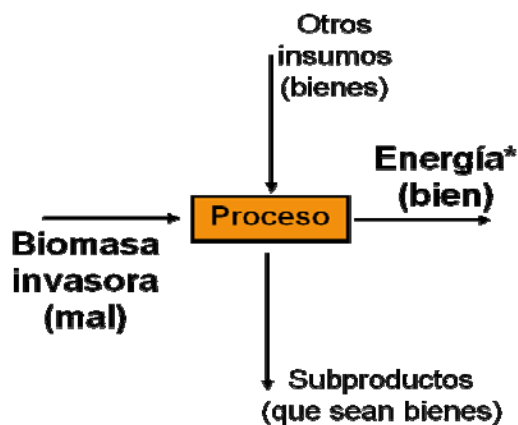 Otros
insumos
(bienes)
Energía*
(bien)
Proceso
Biomasa
invasora
(mal)
Subproductos
(que sean bienes)